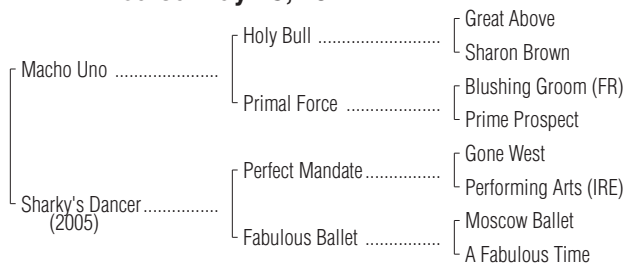 Great Above
Holy Bull
Sharon Brown
Macho Uno
Blushing Groom (FR)
Primal Force
Prime Prospect
Gone West
Perfect Mandate
Performing Arts (IRE)
Sharky's Dancer
(2005)
Moscow Ballet
Fabulous Ballet
A Fabulous Time